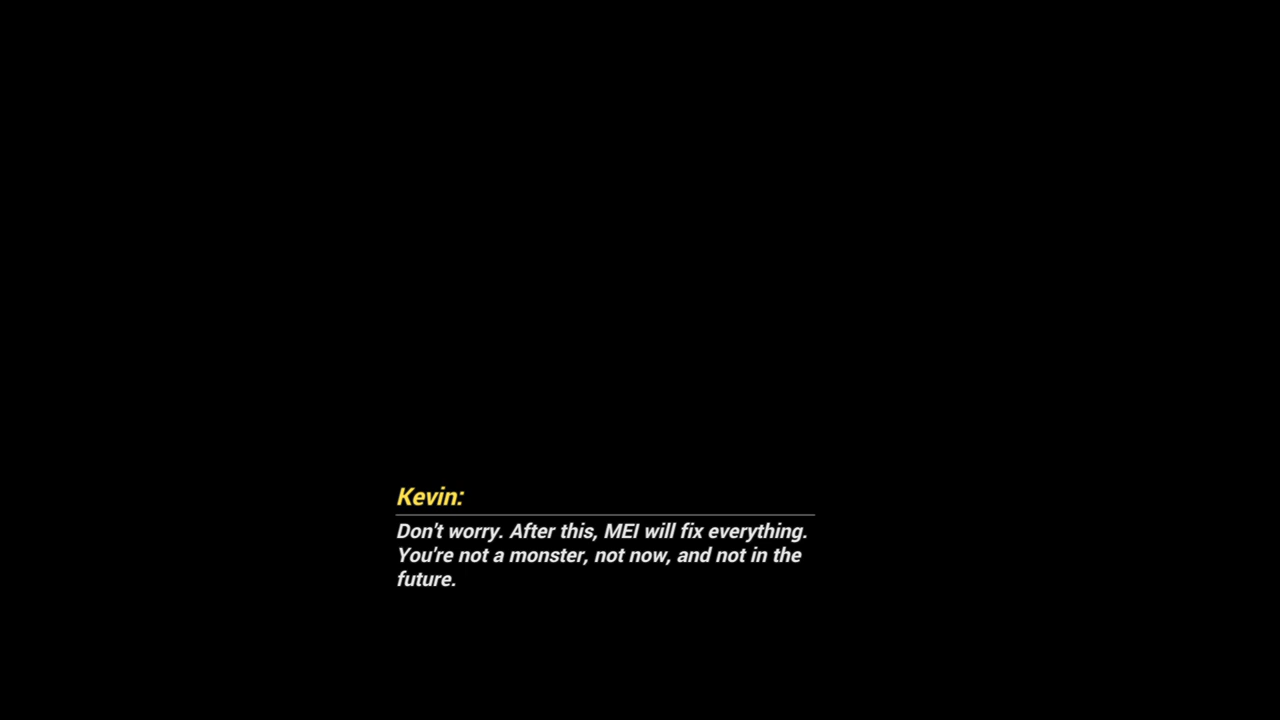 Kevin:
Don't worry. After this, MEI will fix everything.
You're not a monster, not now, and not in the
future.